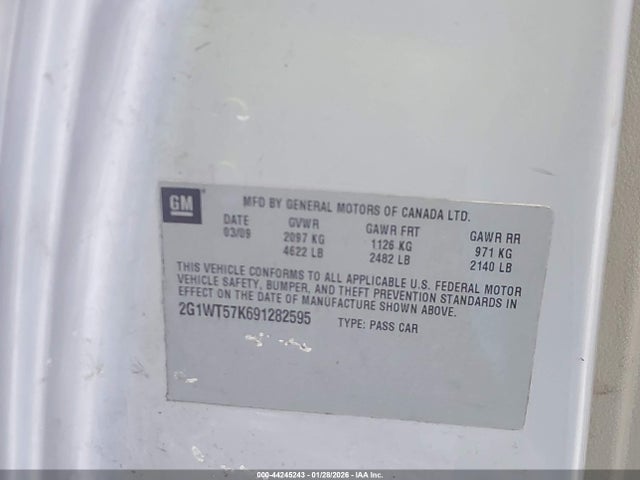 GM
MFD BY GENERAL MOTORS OF CANADA LTD.
DATE GVWR GAWR FRT GAWR RR
03/09 2097 KG 1126 KG 971 KG
4622 LB 2482 LB 2140 LB
THIS VEHICLE CONFORMS TO ALL APPLICABLE U.S. FEDERAL MOTOR
VEHICLE SAFETY, BUMPER, AND THEFT PREVENTION STANDARDS IN
EFFECT ON THE DATE OF MANUFACTURE SHOWN ABOVE.
2G1WT57K691282595 TYPE: PASS CAR
000-44245243 | 01/28/2026 - IAA Inc.